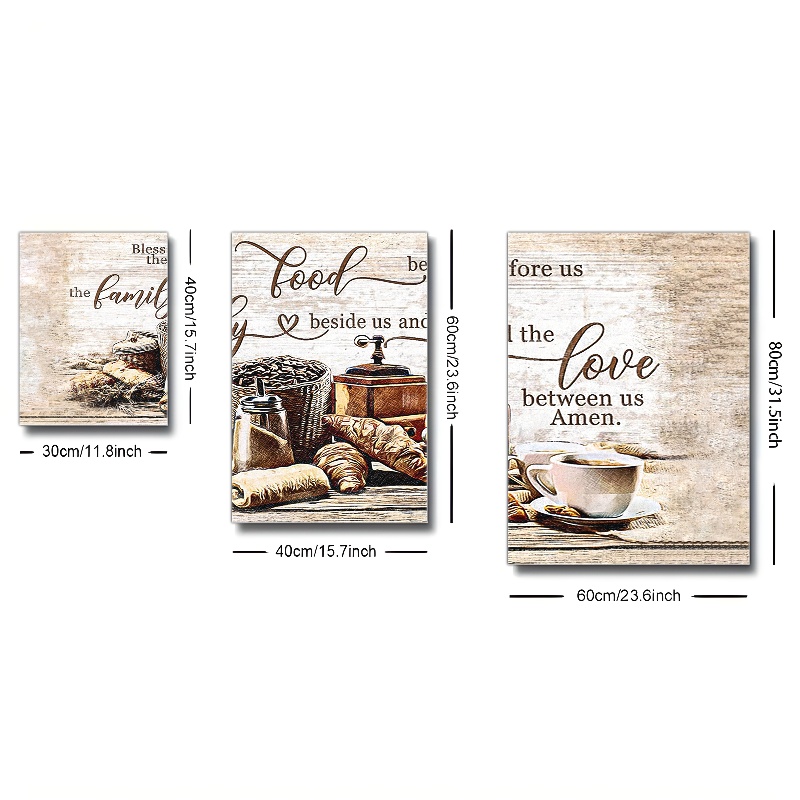 Bless
the
the famil
40cm/15.7inch
30cm/11.8inch
food be
y beside us and
60cm/23.6inch
40cm/15.7inch
fore us
l the
love
between us
Amen.
80cm/31.5inch
60cm/23.6inch